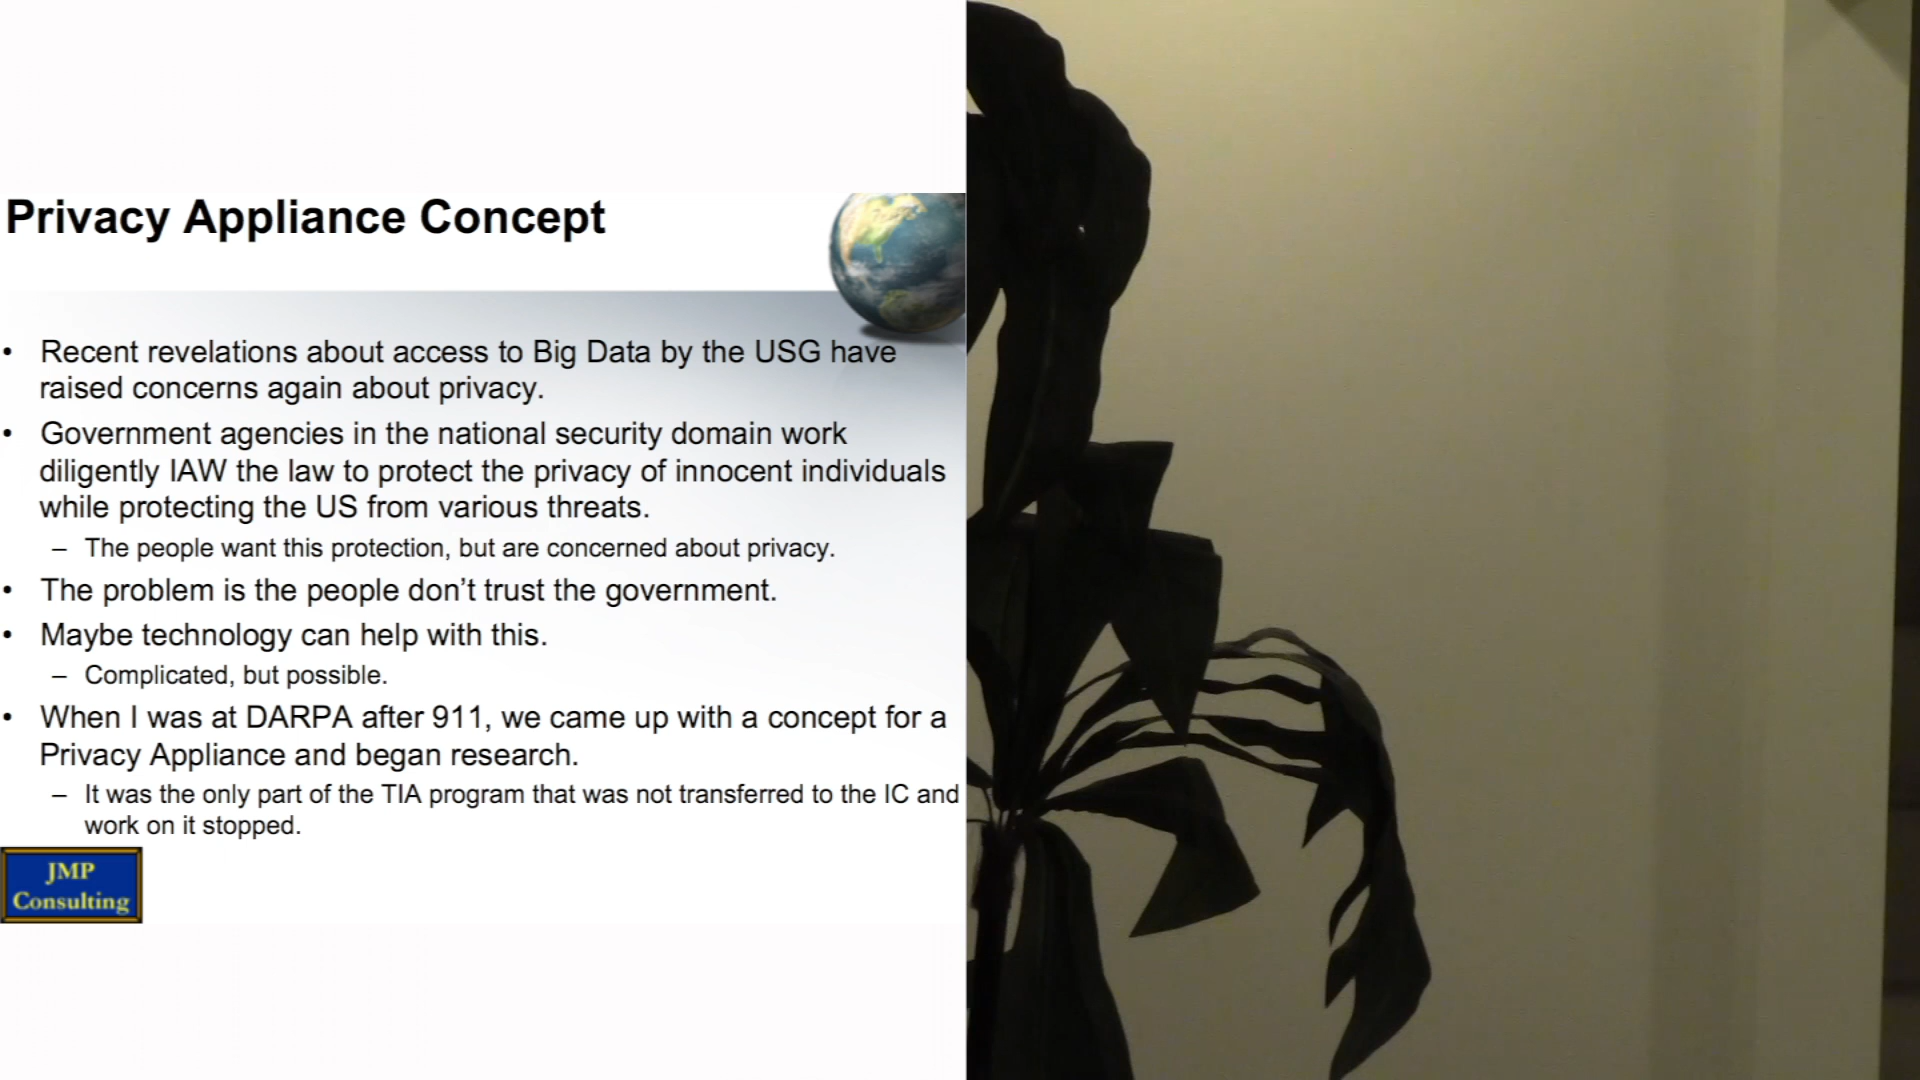 Privacy Appliance Concept
• Recent revelations about access to Big Data by the USG have
raised concerns again about privacy.
• Government agencies in the national security domain work
diligently IAW the law to protect the privacy of innocent individuals
while protecting the US from various threats.
– The people want this protection, but are concerned about privacy.
• The problem is the people don’t trust the government.
• Maybe technology can help with this.
– Complicated, but possible.
• When I was at DARPA after 911, we came up with a concept for a
Privacy Appliance and began research.
– It was the only part of the TIA program that was not transferred to the IC and
work on it stopped.
JMP
Consulting